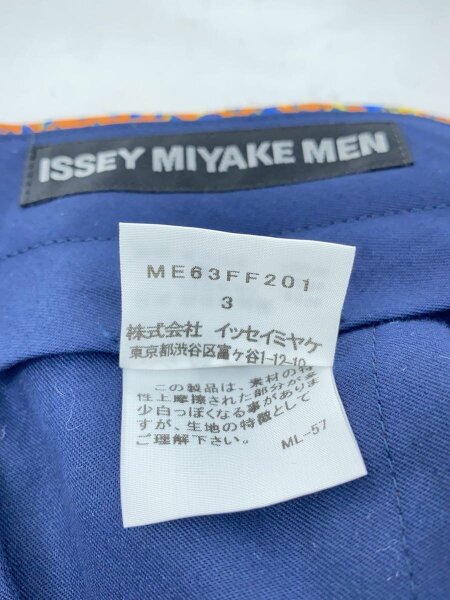 ISSEY MIYAKE MEN
ME63FF201
3
株式会社 イッセイミヤケ
東京都渋谷区富ヶ谷1-12-10
この製品は、素材の特
性上摩擦された部分が多
少白っぽくなる事がありま
すが、生地の特徴として
ご理解下さい。
ML-57